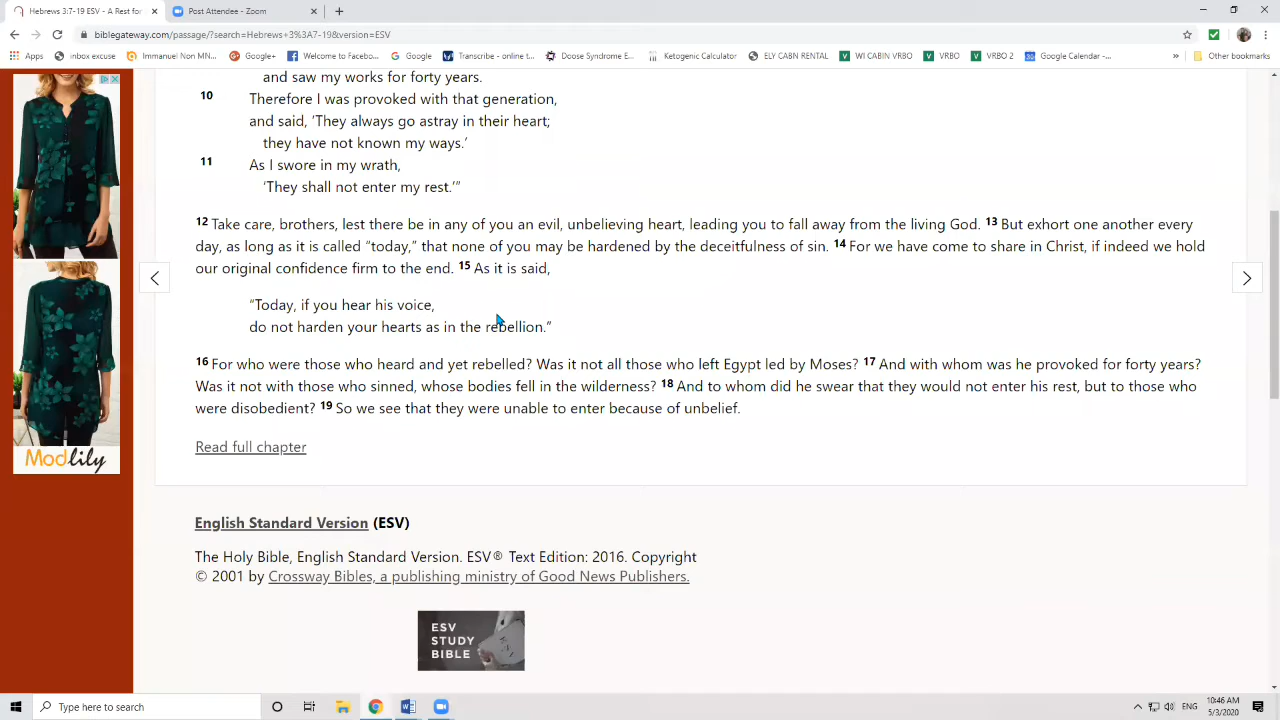 Hebrews 3:7-19 ESV - A Rest for
Post Attendee - Zoom
biblegateway.com/passage/?search=Hebrews+3%3A7-19&version=ESV
Apps
inbox excuse
Immanuel Non MN...
Google+
Welcome to Facebo...
Google
Transcribe - online t...
Doose Syndrome E...
Ketogenic Calculator
ELY CABN RENTAL
WI CABIN VRBO
VRBO
VRBO 2
Google Calendar -...
»
Other bookmarks
and saw my works for forty years.
10 Therefore I was provoked with that generation,
and said, ‘They always go astray in their heart;
they have not known my ways.’
11 As I swore in my wrath,
‘They shall not enter my rest.’”
12 Take care, brothers, lest there be in any of you an evil, unbelieving heart, leading you to fall away from the living God. 13 But exhort one another every
day, as long as it is called “today,” that none of you may be hardened by the deceitfulness of sin. 14 For we have come to share in Christ, if indeed we hold
our original confidence firm to the end. 15 As it is said,
“Today, if you hear his voice,
do not harden your hearts as in the rebellion.”
16 For who were those who heard and yet rebelled? Was it not all those who left Egypt led by Moses? 17 And with whom was he provoked for forty years?
Was it not with those who sinned, whose bodies fell in the wilderness? 18 And to whom did he swear that they would not enter his rest, but to those who
were disobedient? 19 So we see that they were unable to enter because of unbelief.
Modlily
Read full chapter
English Standard Version (ESV)
The Holy Bible, English Standard Version. ESV® Text Edition: 2016. Copyright
© 2001 by Crossway Bibles, a publishing ministry of Good News Publishers.
ESV
STUDY
BIBLE
Type here to search
ENG
10:46 AM
5/3/2020